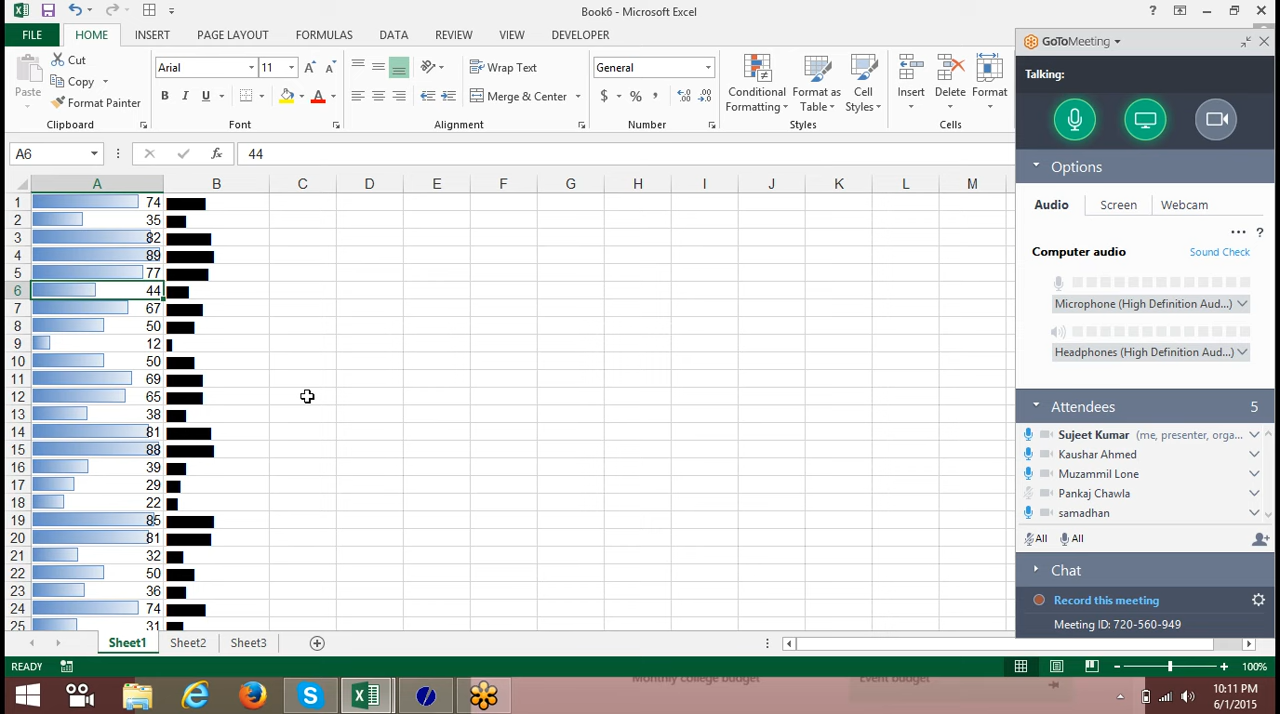 Book6 - Microsoft Excel
FILE HOME INSERT PAGE LAYOUT FORMULAS DATA REVIEW VIEW DEVELOPER
Paste Cut Copy Format Painter
Clipboard
Arial 11
B I U
Font
Wrap Text
Merge & Center
Alignment
General
$ % ,
Number
Conditional Formatting Format as Table Cell Styles
Styles
Insert Delete Format
Cells
A6 fx 44
A B C D E F G H I J K L M
1 74
2 35
3 82
4 89
5 77
6 44
7 67
8 50
9 12
10 50
11 69
12 65
13 38
14 81
15 88
16 39
17 29
18 22
19 85
20 81
21 32
22 50
23 36
24 74
25 31
Sheet1 Sheet2 Sheet3
READY
100%
GoToMeeting
Talking:
Options
Audio Screen Webcam
... ?
Computer audio Sound Check
Microphone (High Definition Aud...)
Headphones (High Definition Aud...)
Attendees 5
Sujeet Kumar (me, presenter, orga...
Kaushar Ahmed
Muzammil Lone
Pankaj Chawla
samadhan
All All
Chat
Record this meeting
Meeting ID: 720-560-949
Monthly college budget Event budget
10:11 PM
6/1/2015